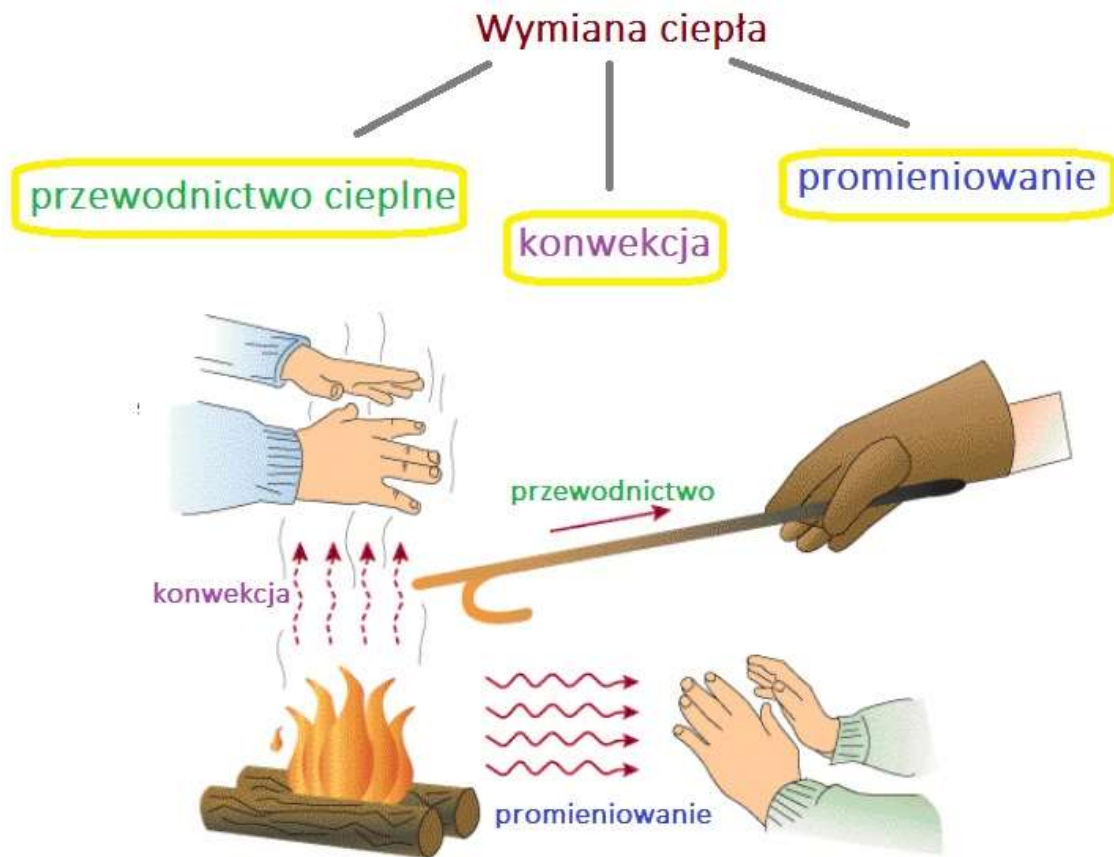 Wymiana ciepła
przewodnictwo cieplne
konwekcja
promieniowanie
przewodnictwo
konwekcja
promieniowanie